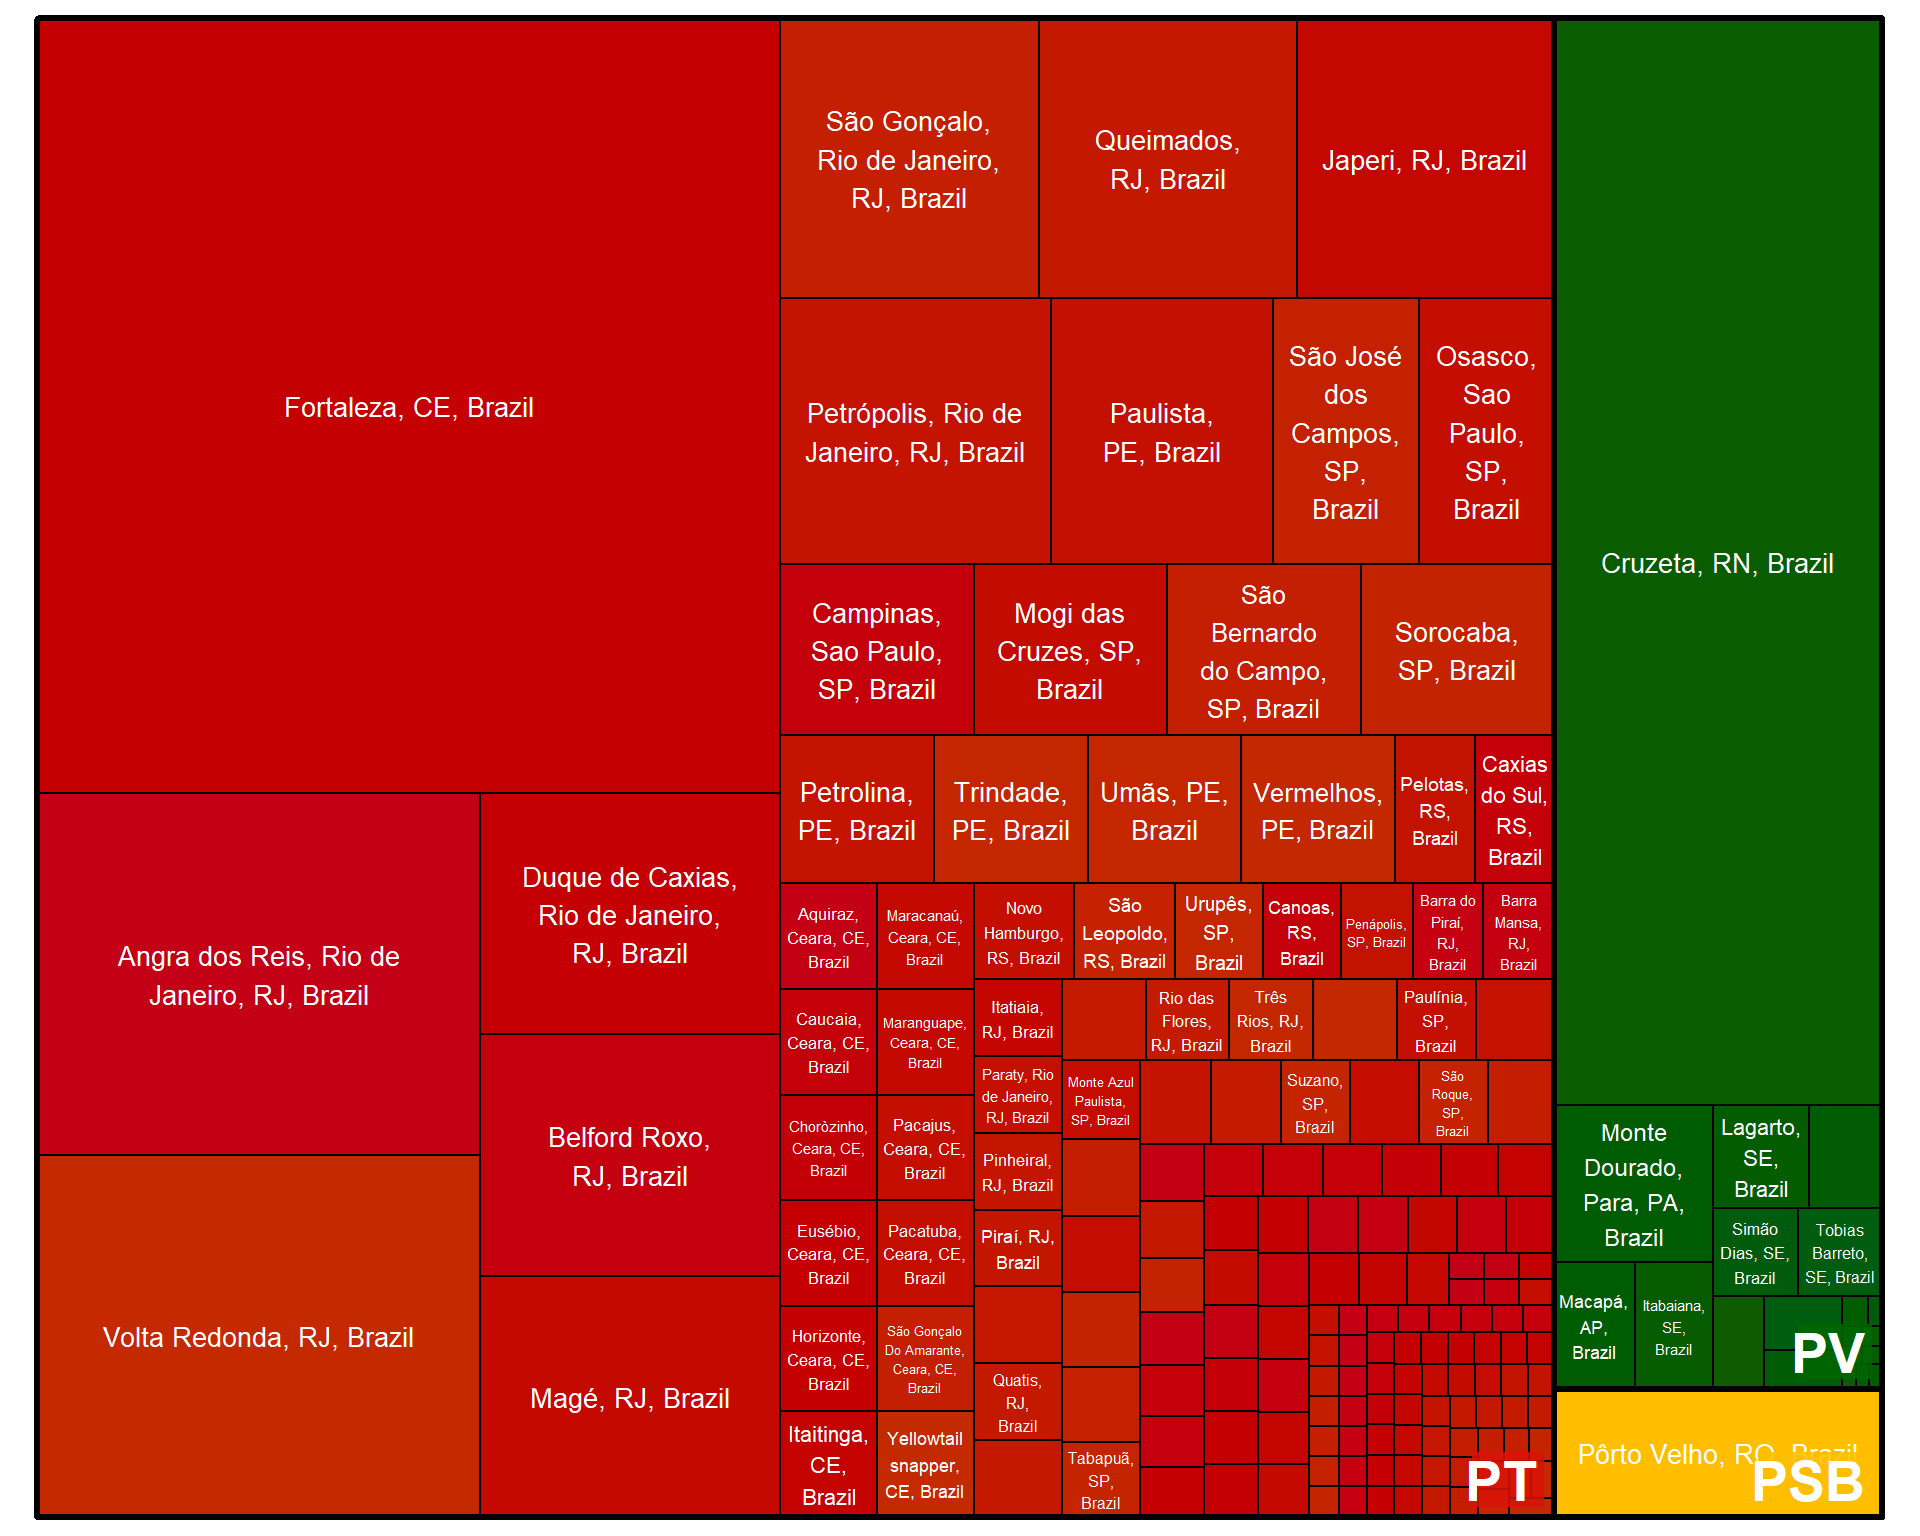 Fortaleza, CE, Brazil
Angra dos Reis, Rio de
Janeiro, RJ, Brazil
Volta Redonda, RJ, Brazil
Duque de Caxias,
Rio de Janeiro,
RJ, Brazil
Belford Roxo,
RJ, Brazil
Magé, RJ, Brazil
São Gonçalo,
Rio de Janeiro,
RJ, Brazil
Queimados,
RJ, Brazil
Japeri, RJ, Brazil
Petrópolis, Rio de
Janeiro, RJ, Brazil
Paulista,
PE, Brazil
São José
dos
Campos,
SP,
Brazil
Osasco,
Sao
Paulo,
SP,
Brazil
Campinas,
Sao Paulo,
SP, Brazil
Mogi das
Cruzes, SP,
Brazil
São
Bernardo
do Campo,
SP, Brazil
Sorocaba,
SP, Brazil
Petrolina,
PE, Brazil
Trindade,
PE, Brazil
Umãs, PE,
Brazil
Vermelhos,
PE, Brazil
Pelotas,
RS,
Brazil
Caxias
do Sul,
RS,
Brazil
Aquiraz,
Ceara, CE,
Brazil
Maracanaú,
Ceara, CE,
Brazil
Caucaia,
Ceara, CE,
Brazil
Maranguape,
Ceara, CE,
Brazil
Choròzinho,
Ceara, CE,
Brazil
Pacajus,
Ceara, CE,
Brazil
Eusébio,
Ceara, CE,
Brazil
Pacatuba,
Ceara, CE,
Brazil
Horizonte,
Ceara, CE,
Brazil
São Gonçalo
Do Amarante,
Ceara, CE,
Brazil
Itaitinga,
CE,
Brazil
Yellowtail
snapper,
CE, Brazil
Novo
Hamburgo,
RS, Brazil
São
Leopoldo,
RS, Brazil
Urupês,
SP,
Brazil
Canoas,
RS,
Brazil
Penápolis,
SP, Brazil
Barra do
Piraí,
RJ,
Brazil
Barra
Mansa,
RJ,
Brazil
Itatiaia,
RJ, Brazil
Rio das
Flores,
RJ, Brazil
Três
Rios, RJ,
Brazil
Paulínia,
SP,
Brazil
Paraty, Rio
de Janeiro,
RJ, Brazil
Monte Azul
Paulista,
SP, Brazil
Suzano,
SP,
Brazil
São
Roque,
SP,
Brazil
Pinheiral,
RJ, Brazil
Piraí, RJ,
Brazil
Quatis,
RJ,
Brazil
Tabapuã,
SP,
Brazil
PT
Cruzeta, RN, Brazil
Monte
Dourado,
Para, PA,
Brazil
Lagarto,
SE,
Brazil
Simão
Dias, SE,
Brazil
Tobias
Barreto,
SE, Brazil
Macapá,
AP,
Brazil
Itabaiana,
SE,
Brazil
PV
Pôrto Velho, RO, Brazil
PSB